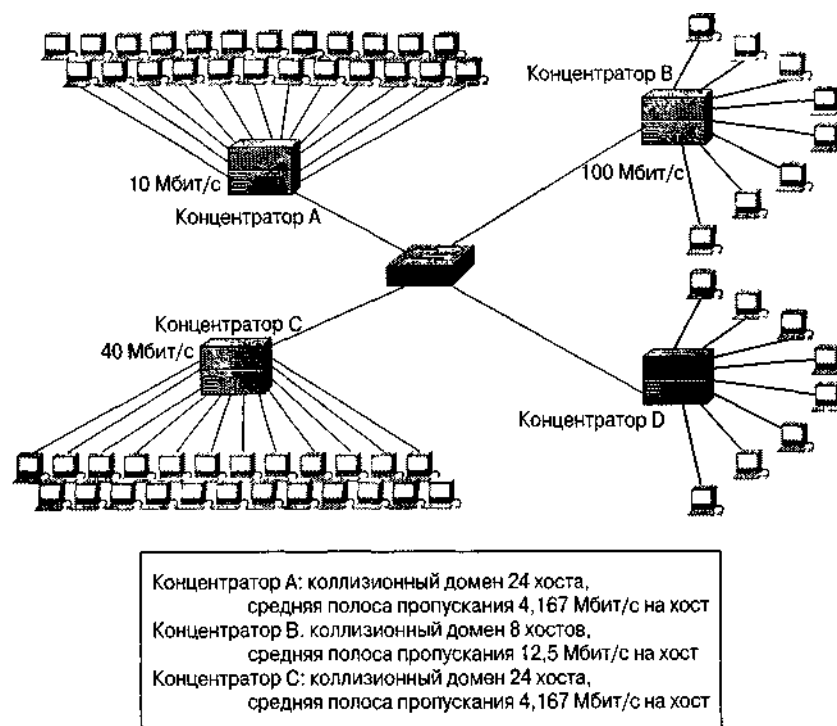 Концентратор B
10 Мбит/с
100 Мбит/с
Концентратор A
Концентратор C
40 Мбит/с
Концентратор D
Концентратор A: коллизионный домен 24 хоста,
средняя полоса пропускания 4,167 Мбит/с на хост
Концентратор B. коллизионный домен 8 хостов,
средняя полоса пропускания 12,5 Мбит/с на хост
Концентратор C: коллизионный домен 24 хоста,
средняя полоса пропускания 4,167 Мбит/с на хост